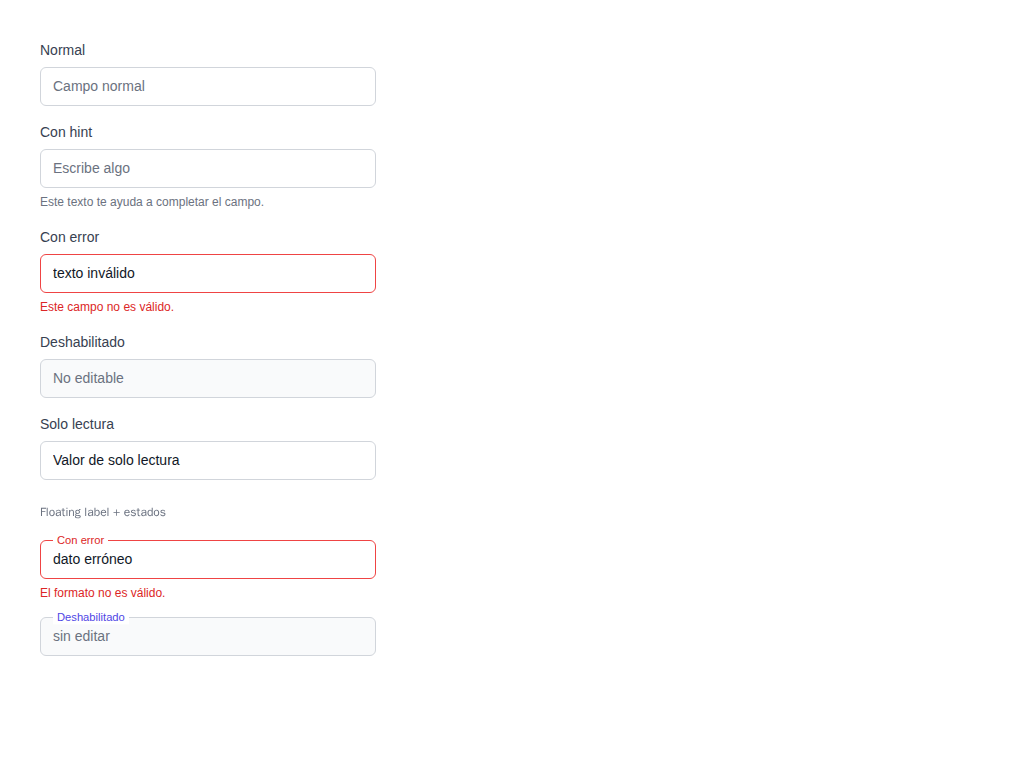 Normal
Campo normal
Con hint
Escribe algo
Este texto te ayuda a completar el campo.
Con error
texto inválido
Este campo no es válido.
Deshabilitado
No editable
Solo lectura
Valor de solo lectura
Floating label + estados
Con error
dato erróneo
El formato no es válido.
Deshabilitado
sin editar